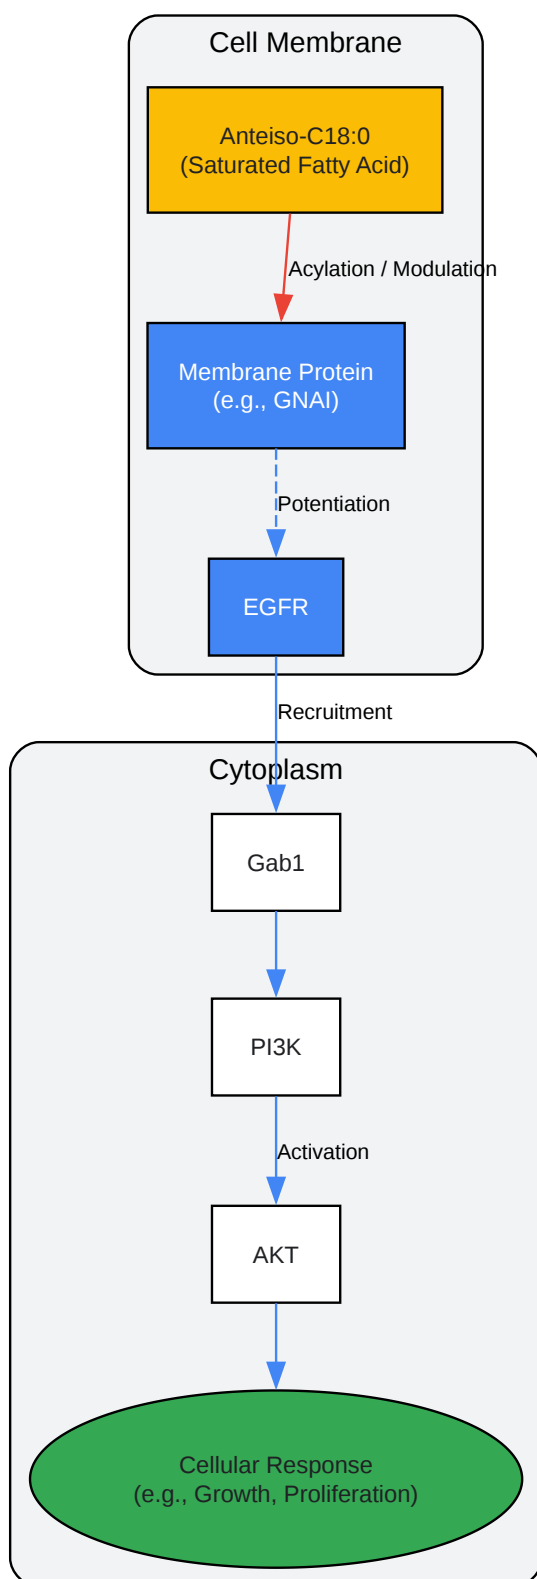 Cell Membrane
Anteiso-C18:0
(Saturated Fatty Acid)
Acylation / Modulation
Membrane Protein
(e.g., GNAI)
Potentiation
EGFR
Recruitment
Cytoplasm
Gab1
PI3K
Activation
AKT
Cellular Response
(e.g., Growth, Proliferation)